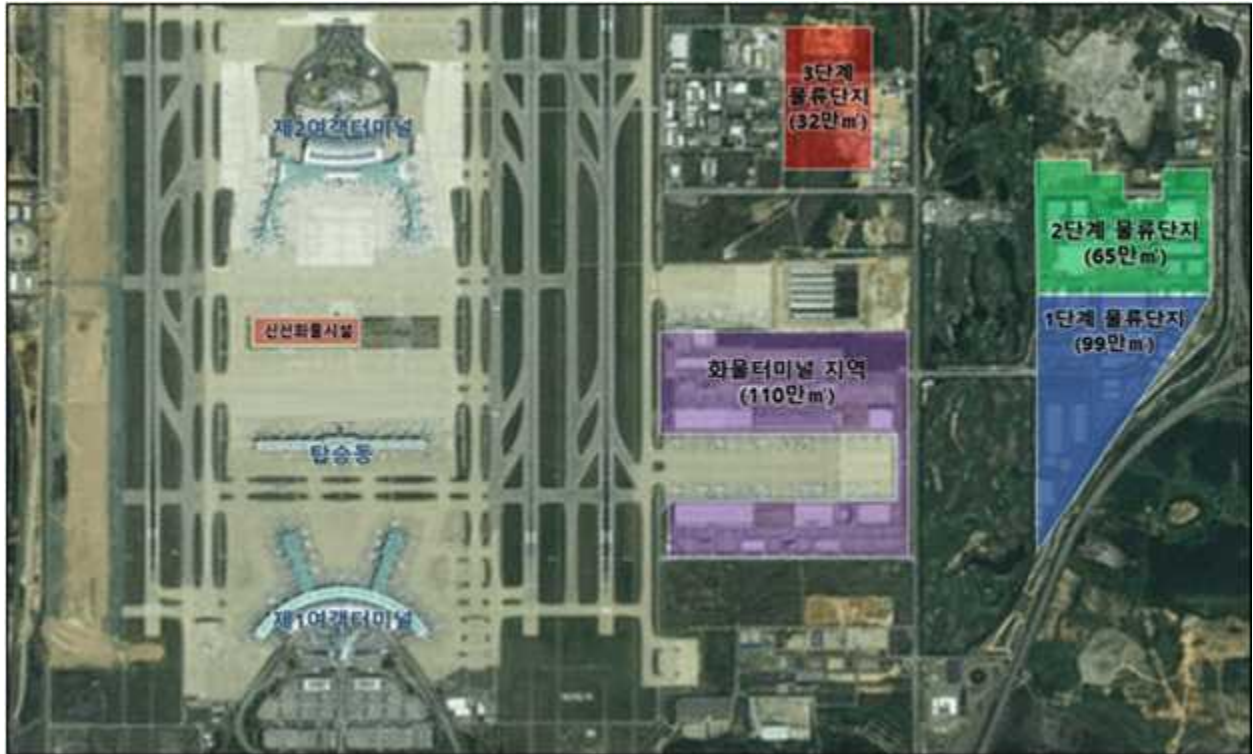 제2여객터미널
3단계
물류단지
(32만㎡)
2단계 물류단지
(65만㎡)
1단계 물류단지
(99만㎡)
신선화물시설
화물터미널 지역
(110만㎡)
탑승동
제1여객터미널